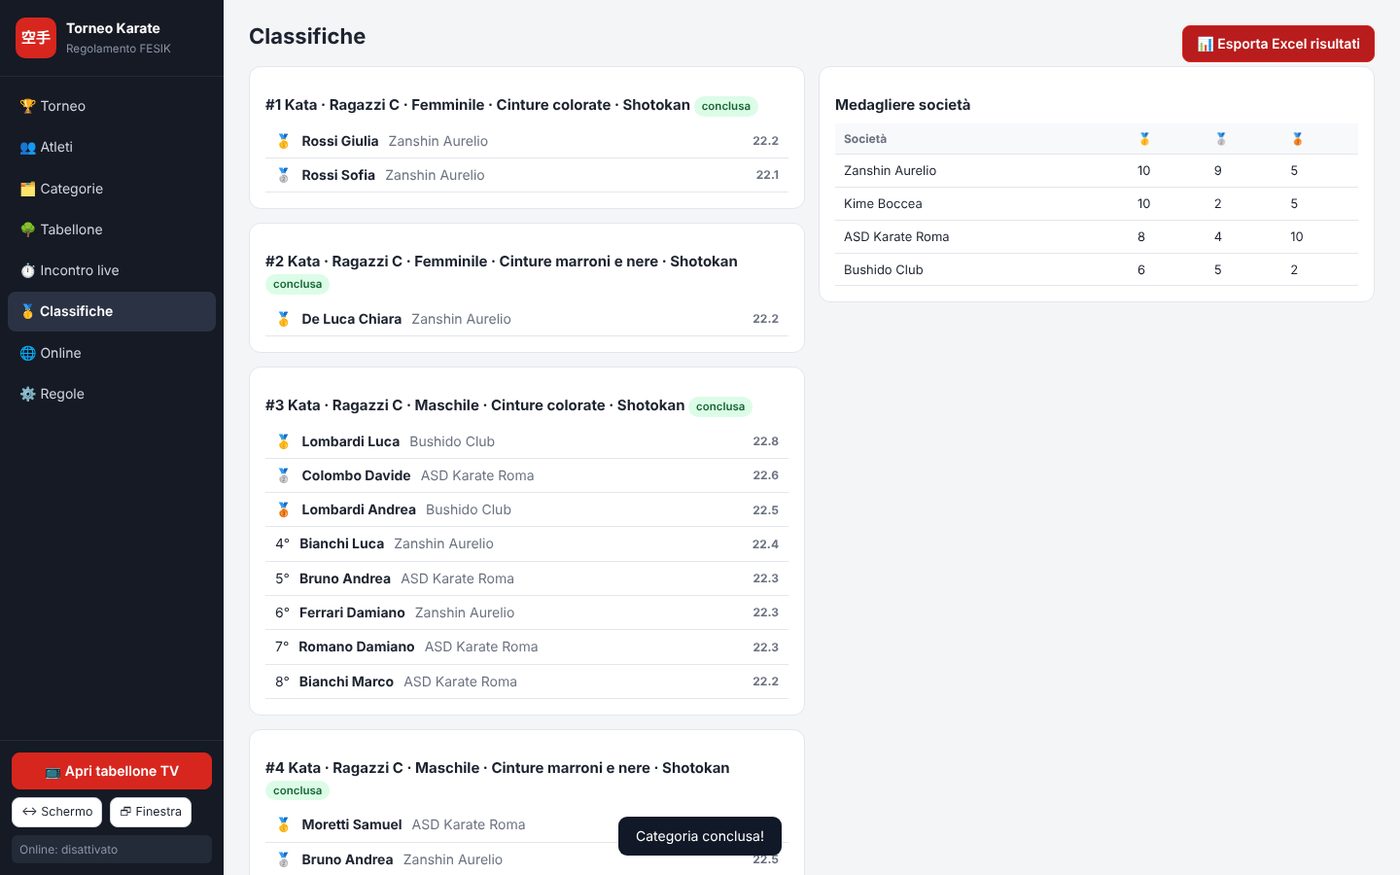 空手
Torneo Karate
Regolamento FESIK
🏆 Torneo
👥 Atleti
🗂️ Categorie
🌳 Tabellone
⏱️ Incontro live
🥇 Classifiche
🌐 Online
⚙️ Regole
📺 Apri tabellone TV
↔ Schermo
🗗 Finestra
Online: disattivato
Classifiche
📊 Esporta Excel risultati
#1 Kata · Ragazzi C · Femminile · Cinture colorate · Shotokan conclusa
🥇 Rossi Giulia Zanshin Aurelio 22.2
🥈 Rossi Sofia Zanshin Aurelio 22.1
#2 Kata · Ragazzi C · Femminile · Cinture marroni e nere · Shotokan
conclusa
🥇 De Luca Chiara Zanshin Aurelio 22.2
#3 Kata · Ragazzi C · Maschile · Cinture colorate · Shotokan conclusa
🥇 Lombardi Luca Bushido Club 22.8
🥈 Colombo Davide ASD Karate Roma 22.6
🥉 Lombardi Andrea Bushido Club 22.5
4° Bianchi Luca Zanshin Aurelio 22.4
5° Bruno Andrea ASD Karate Roma 22.3
6° Ferrari Damiano Zanshin Aurelio 22.3
7° Romano Damiano ASD Karate Roma 22.3
8° Bianchi Marco ASD Karate Roma 22.2
#4 Kata · Ragazzi C · Maschile · Cinture marroni e nere · Shotokan
conclusa
🥇 Moretti Samuel ASD Karate Roma
🥈 Bruno Andrea Zanshin Aurelio 22.5
Categoria conclusa!
Medagliere società
Società 🥇 🥈 🥉
Zanshin Aurelio 10 9 5
Kime Boccea 10 2 5
ASD Karate Roma 8 4 10
Bushido Club 6 5 2